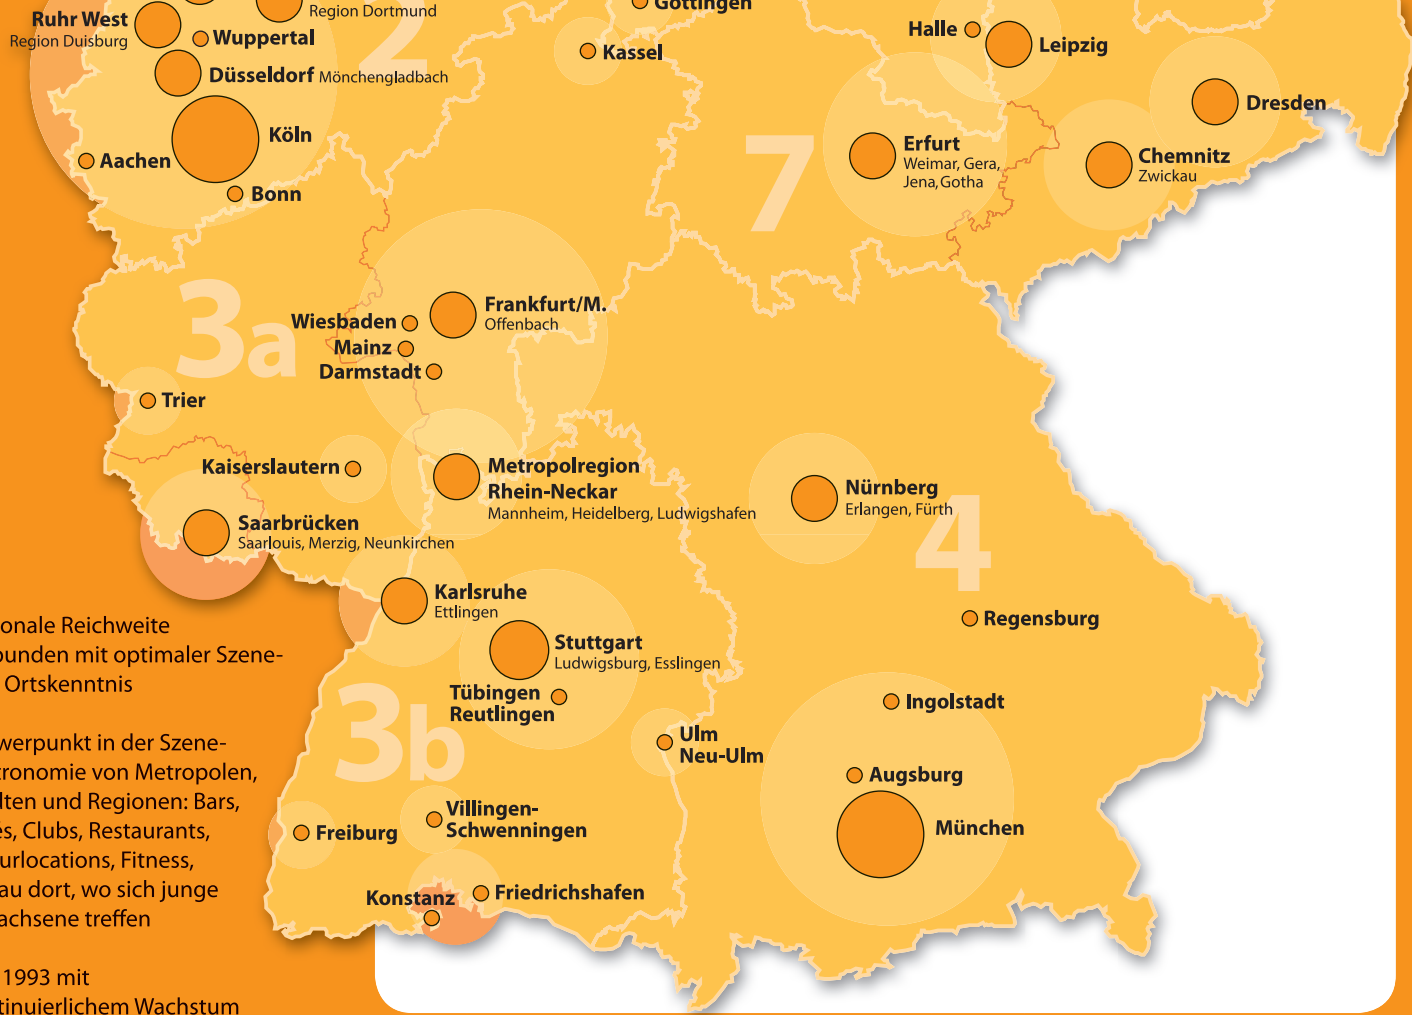 Göttingen
Region Dortmund
Ruhr West
Region Duisburg
2
Wuppertal
Kassel
Halle
Leipzig
Düsseldorf Mönchengladbach
Dresden
Köln
Aachen
Bonn
7
Erfurt
Weimar, Gera,
Jena, Gotha
Chemnitz
Zwickau
3a
Wiesbaden
Frankfurt/M.
Offenbach
Mainz
Darmstadt
Trier
Kaiserslautern
Metropolregion
Rhein-Neckar
Mannheim, Heidelberg, Ludwigshafen
Nürnberg
Erlangen, Fürth
4
Saarbrücken
Saarlouis, Merzig, Neunkirchen
Karlsruhe
Ettlingen
Regensburg
Stuttgart
Ludwigsburg, Esslingen
Tübingen
Reutlingen
Ingolstadt
3b
Ulm
Neu-Ulm
Augsburg
Villingen-
Schwenningen
München
Freiburg
Konstanz
Friedrichshafen
onale Reichweite
unden mit optimaler Szene-
Ortskenntnis
werpunkt in der Szene-
tronomie von Metropolen,
lten und Regionen: Bars,
és, Clubs, Restaurants,
urlocations, Fitness,
au dort, wo sich junge
achsene treffen
1993 mit
tinuierlichem Wachstum